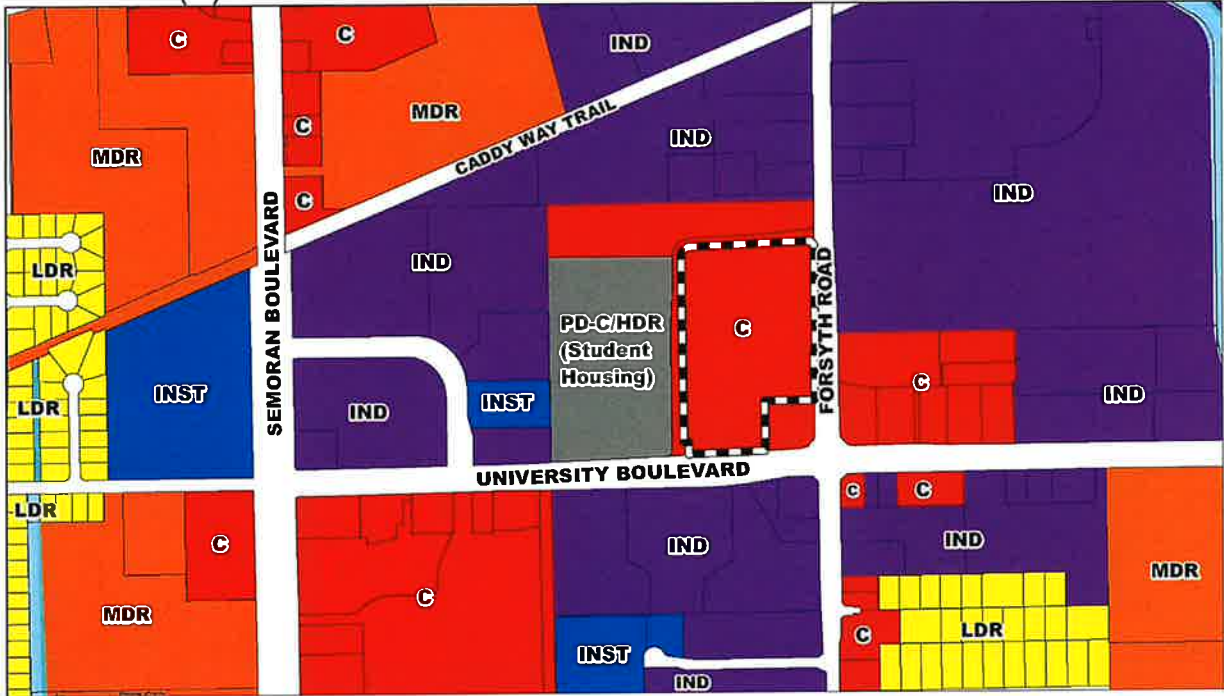 C
C
IND
C
MDR
MDR
CADDY WAY TRAIL
IND
IND
C
SEMORAN BOULEVARD
LDR
IND
FORSYTH ROAD
PD-C/HDR
(Student
Housing)
C
C
INST
IND
INST
IND
LDR
UNIVERSITY BOULEVARD
LDR
C
C
C
IND
IND
MDR
MDR
C
C
LDR
INST
IND